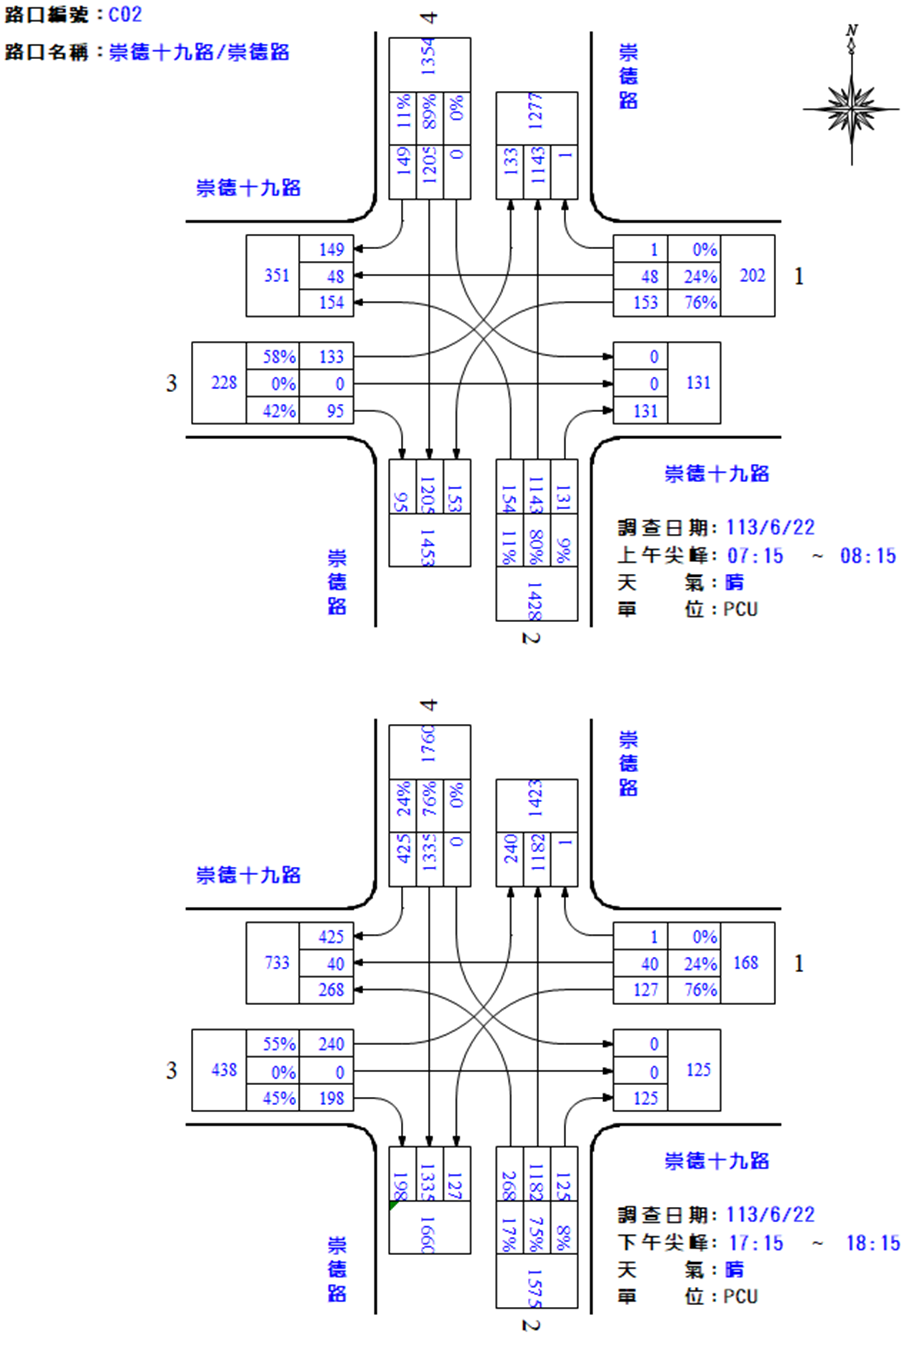 路口編號：C02
路口名稱：崇德十九路/崇德路
4
N
1354
11% 89% 0%
149 1205 0
1277
133 1143 1
崇德路
崇德十九路
351
149
48
154
1 0%
48 24%
153 76%
202
1
3
228
58% 133
0% 0
42% 95
0
0
131
131
95 1205 153
1453
154 1143 131
11% 80% 9%
1428
2
崇德路
崇德十九路
調查日期：113/6/22
上午尖峰：07:15 ~ 08:15
天 氣：晴
單 位：PCU
4
1760
24% 76% 0%
425 1335 0
1423
240 1182 1
崇德路
崇德十九路
733
425
40
268
1 0%
40 24%
127 76%
168
1
3
438
55% 240
0% 0
45% 198
0
0
125
125
198 1335 127
1660
268 1182 125
17% 75% 8%
1575
2
崇德路
崇德十九路
調查日期：113/6/22
下午尖峰：17:15 ~ 18:15
天 氣：晴
單 位：PCU